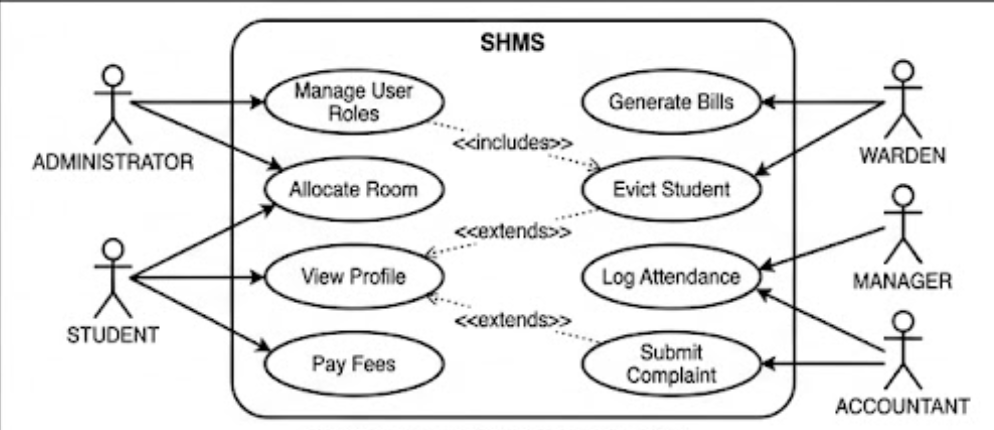 SHMS
Manage User
Roles
Generate Bills
<<includes>>
ADMINISTRATOR
WARDEN
Allocate Room
Evict Student
<<extends>>
View Profile
Log Attendance
MANAGER
STUDENT
<<extends>>
Pay Fees
Submit
Complaint
ACCOUNTANT